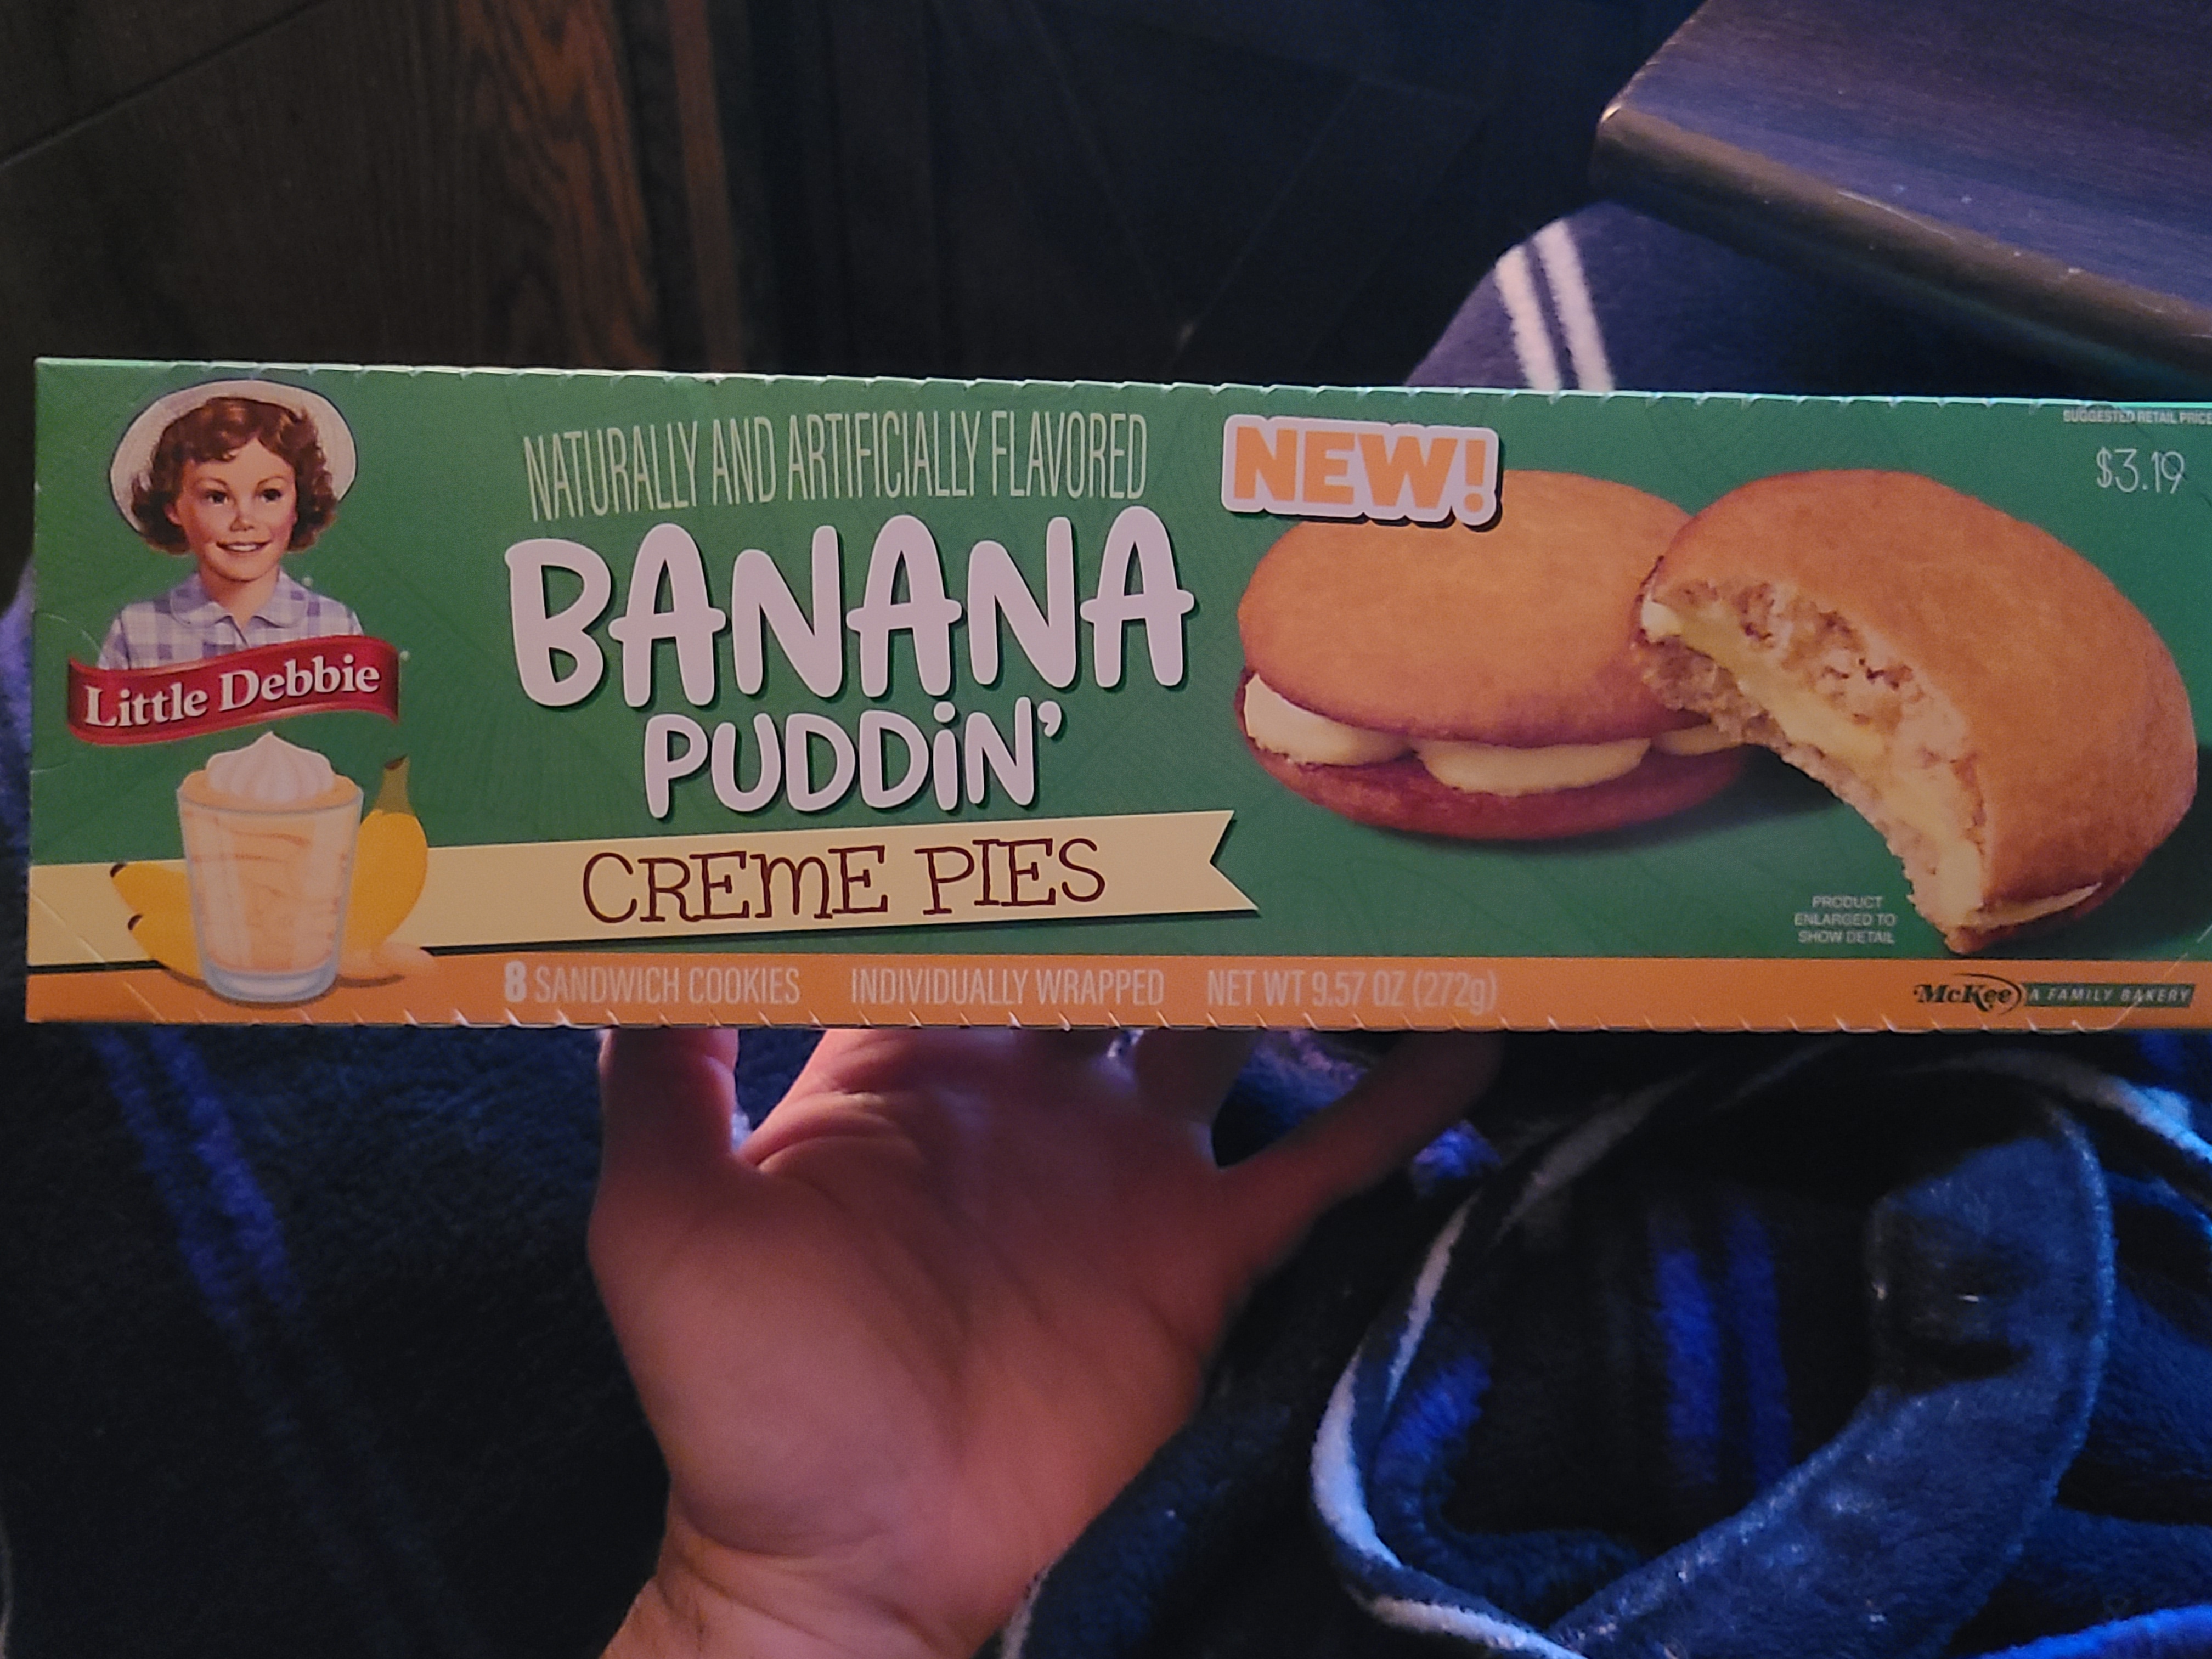 Little Debbie
NATURALLY AND ARTIFICIALLY FLAVORED
BANANA
PUDDiN'
CREmE PIES
NEW!
SUGGESTED RETAIL PRICE
$3.19
PRODUCT
ENLARGED TO
SHOW DETAIL
8 SANDWICH COOKIES INDIVIDUALLY WRAPPED NET WT 9.57 OZ (272g)
McKee A FAMILY BAKERY